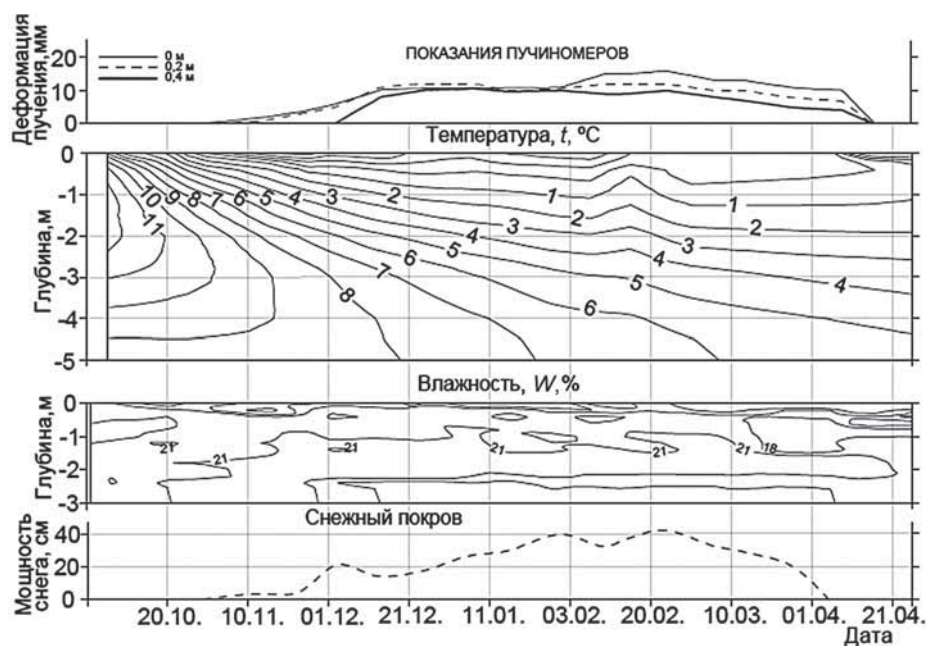 ПОКАЗАНИЯ ПУЧИНОМЕРОВ
Деформация
пучения, мм
20
10
0
0 м
0,2 м
0,4 м
Температура, t, ºС
Глубина, м
0
-1
-2
-3
-4
-5
11 10 9 8 7 6 5 4 3 2 1
8 7 6 5 4 3 2
6 5 4 3 2 1
4
Влажность, W, %
Глубина, м
0
-1
-2
-3
21 21 21 21 21 21 18
Снежный покров
Мощность
снега, см
40
20
0
20.10. 10.11. 01.12. 21.12. 11.01. 03.02. 20.02. 10.03. 01.04. 21.04.
Дата